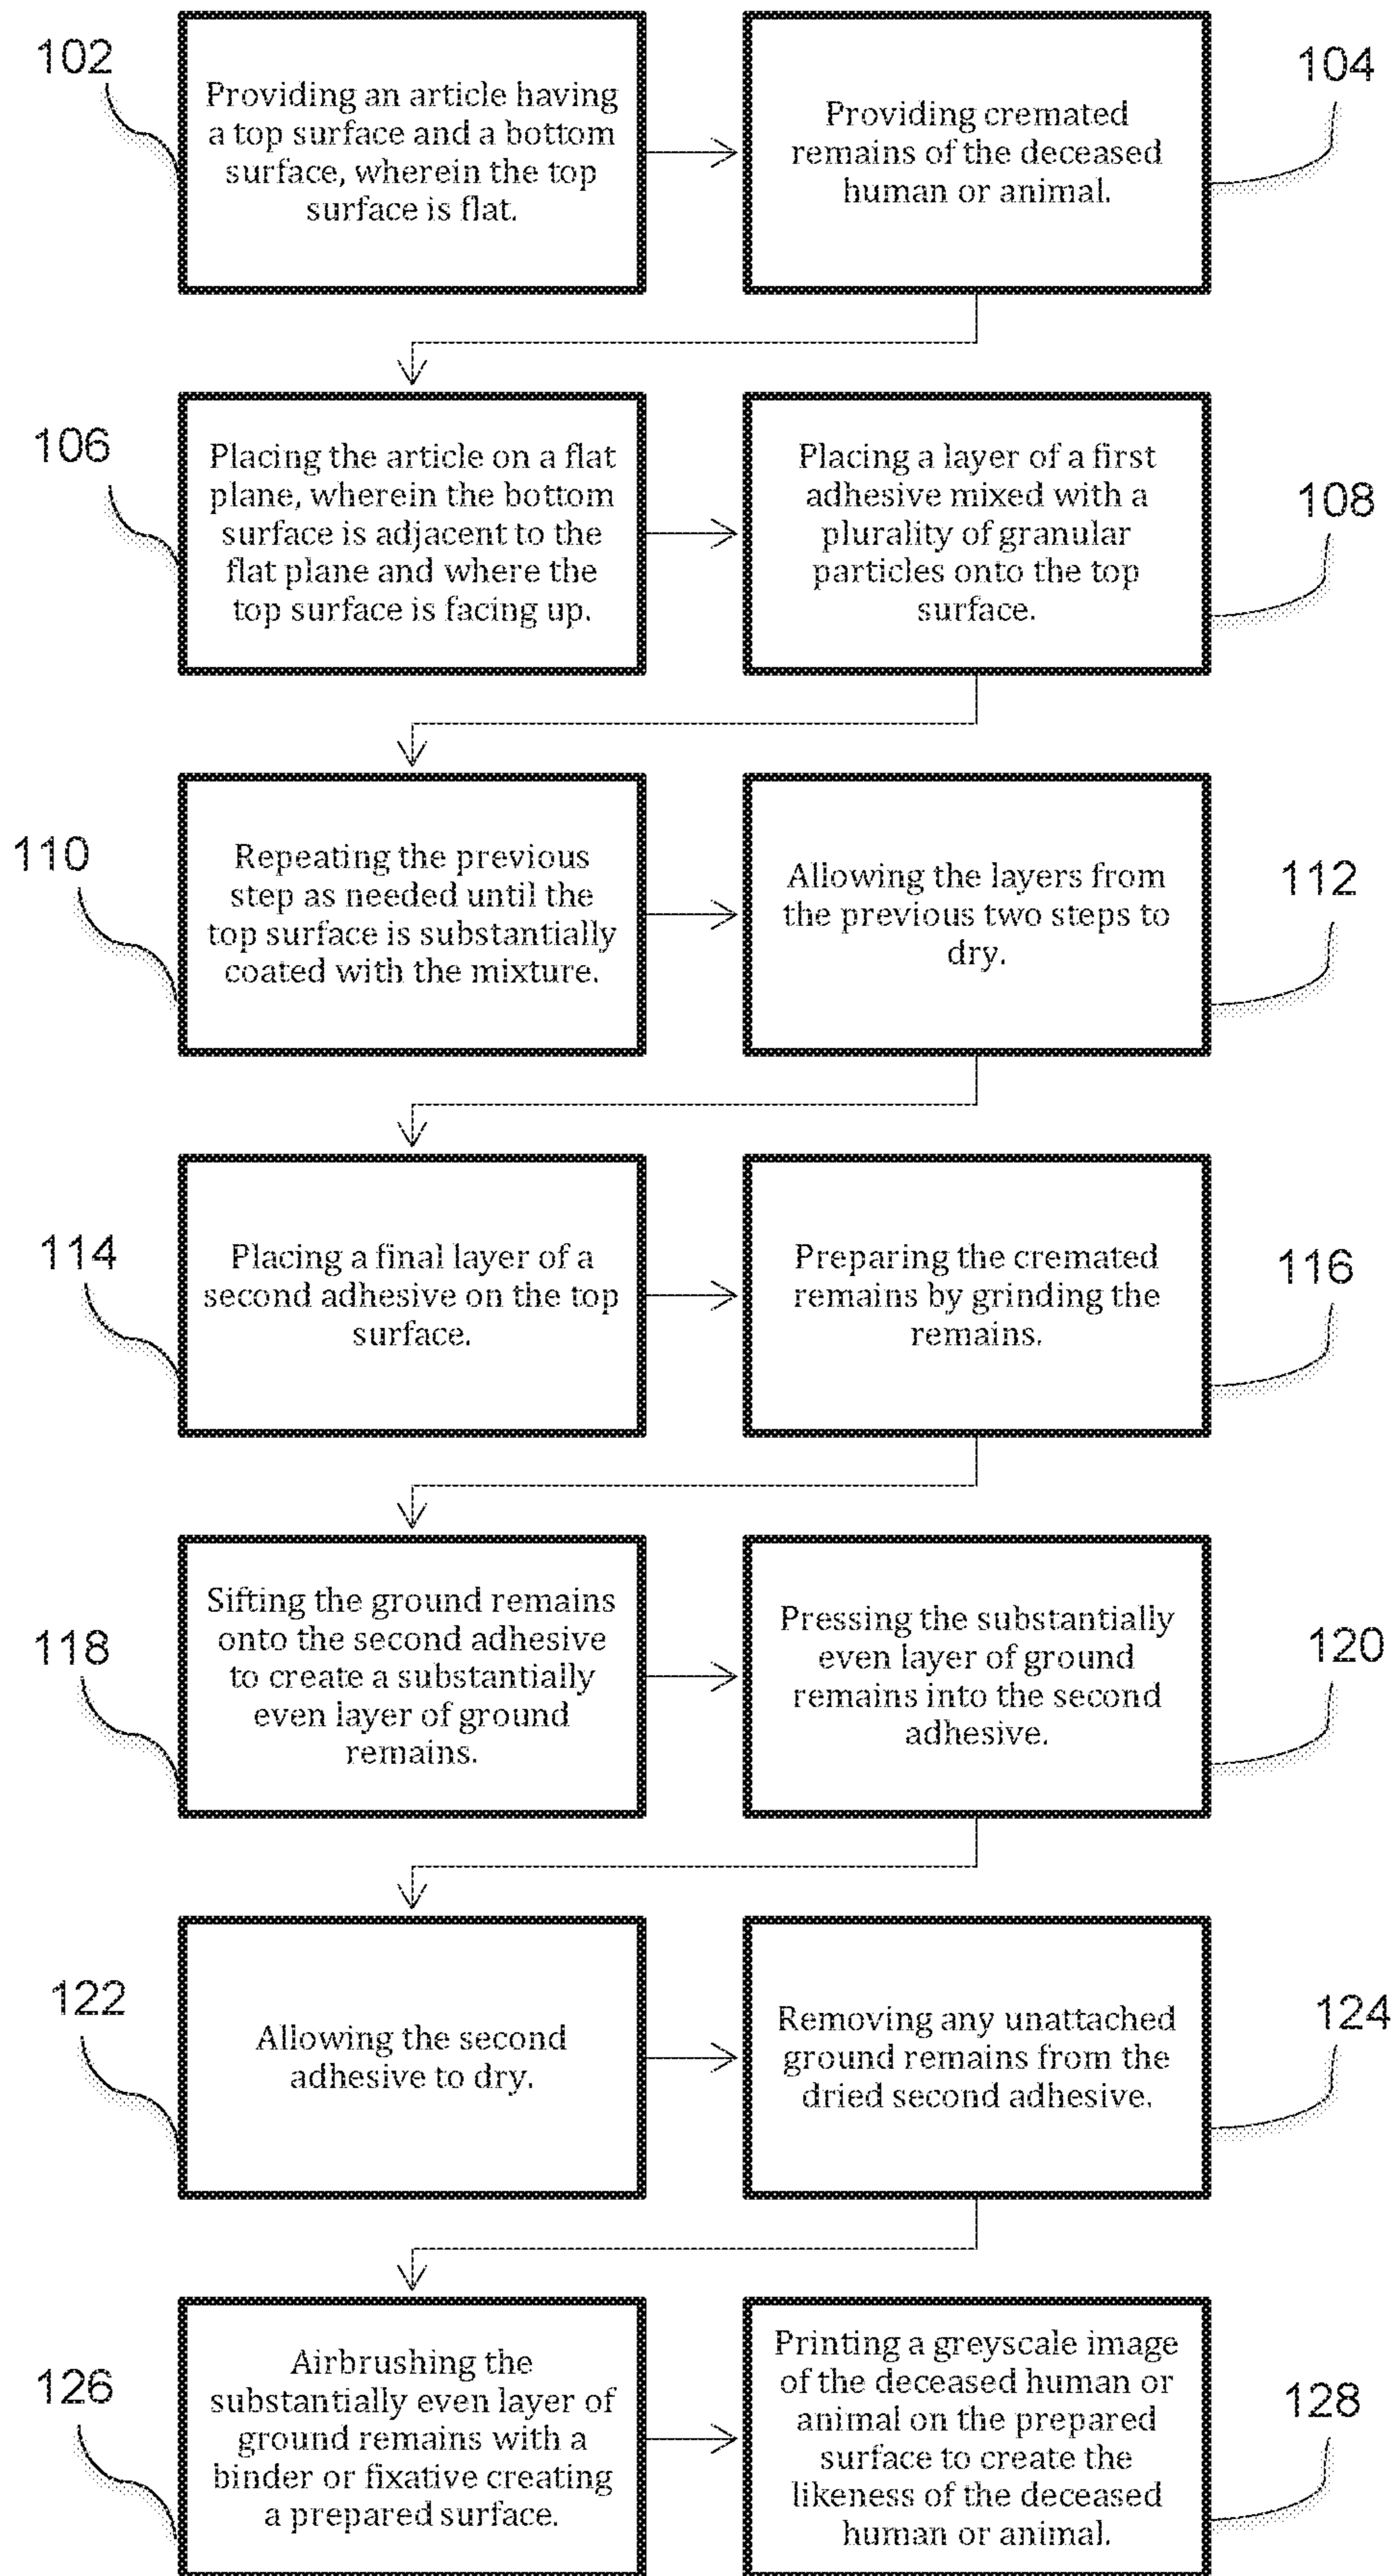 102
Providing an article having
a top surface and a bottom
surface, wherein the top
surface is flat.
104
Providing cremated
remains of the deceased
human or animal.
106
Placing the article on a flat
plane, wherein the bottom
surface is adjacent to the
flat plane and where the
top surface is facing up.
108
Placing a layer of a first
adhesive mixed with a
plurality of granular
particles onto the top
surface.
110
Repeating the previous
step as needed until the
top surface is substantially
coated with the mixture.
112
Allowing the layers from
the previous two steps to
dry.
114
Placing a final layer of a
second adhesive on the top
surface.
116
Preparing the cremated
remains by grinding the
remains.
118
Sifting the ground remains
onto the second adhesive
to create a substantially
even layer of ground
remains.
120
Pressing the substantially
even layer of ground
remains into the second
adhesive.
122
Allowing the second
adhesive to dry.
124
Removing any unattached
ground remains from the
dried second adhesive.
126
Airbrushing the
substantially even layer of
ground remains with a
binder or fixative creating
a prepared surface.
128
Printing a greyscale image
of the deceased human or
animal on the prepared
surface to create the
likeness of the deceased
human or animal.